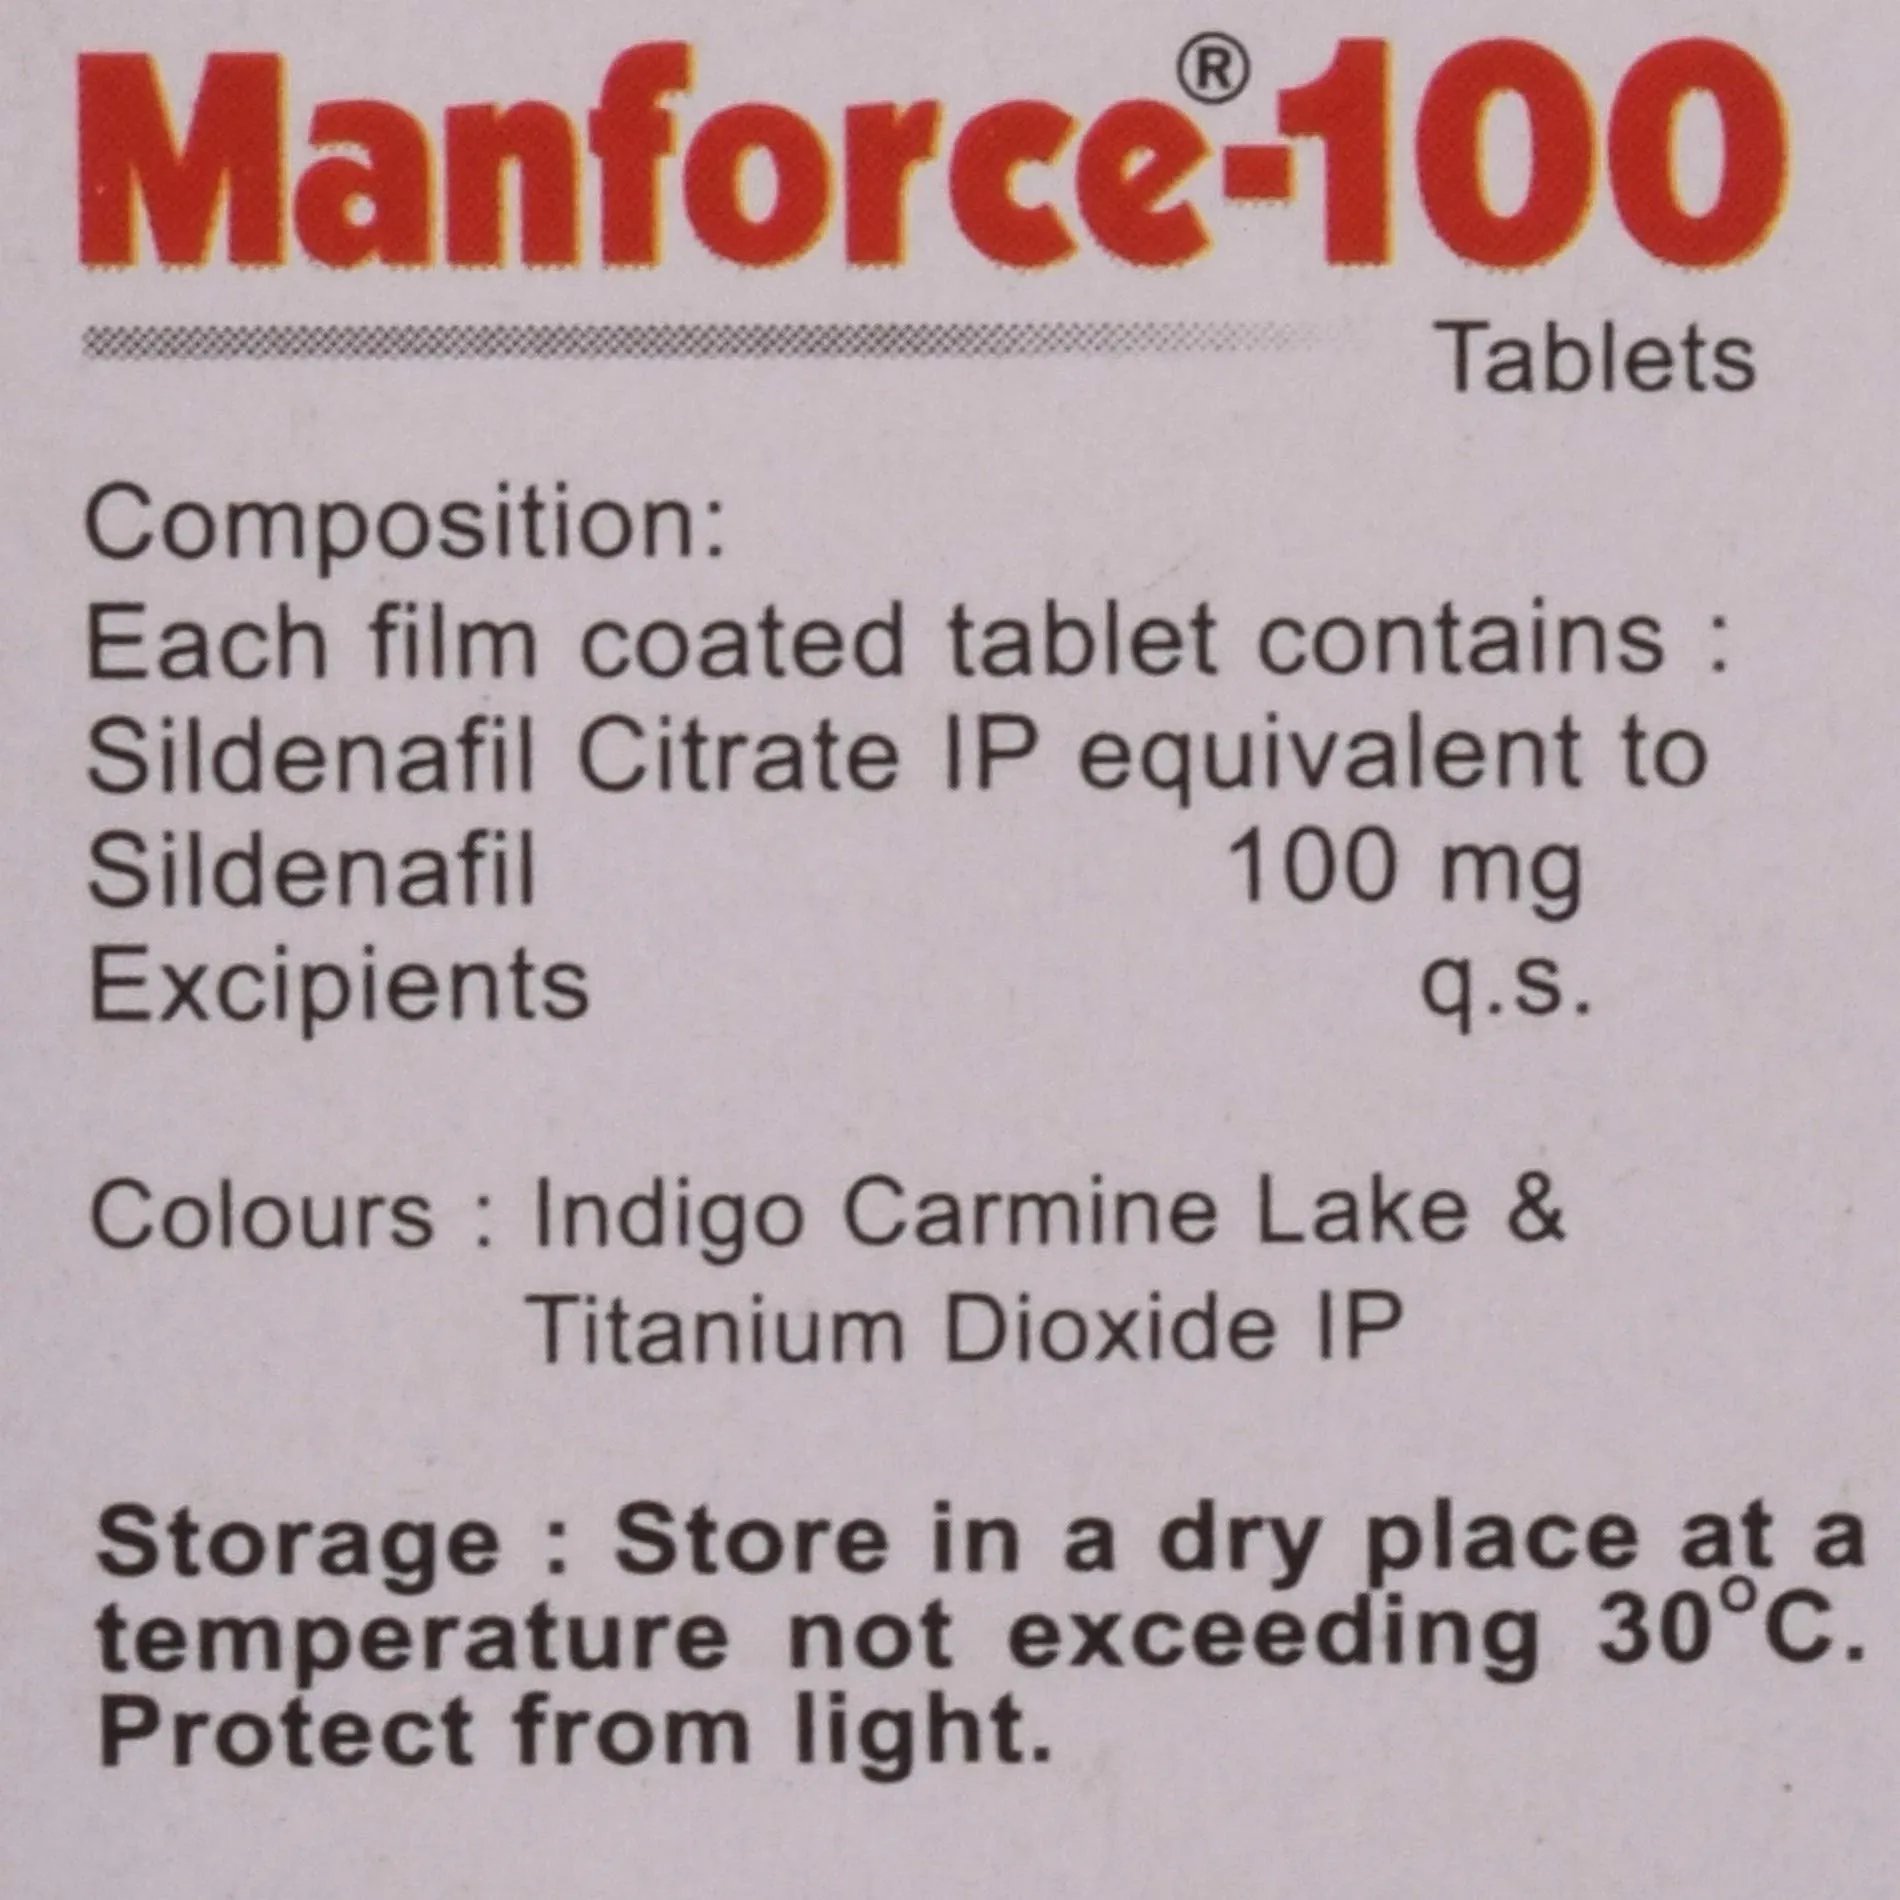 Manforce®-100
Tablets
Composition:
Each film coated tablet contains :
Sildenafil Citrate IP equivalent to
Sildenafil 100 mg
Excipients q.s.
Colours : Indigo Carmine Lake &
Titanium Dioxide IP
Storage : Store in a dry place at a
temperature not exceeding 30°C.
Protect from light.